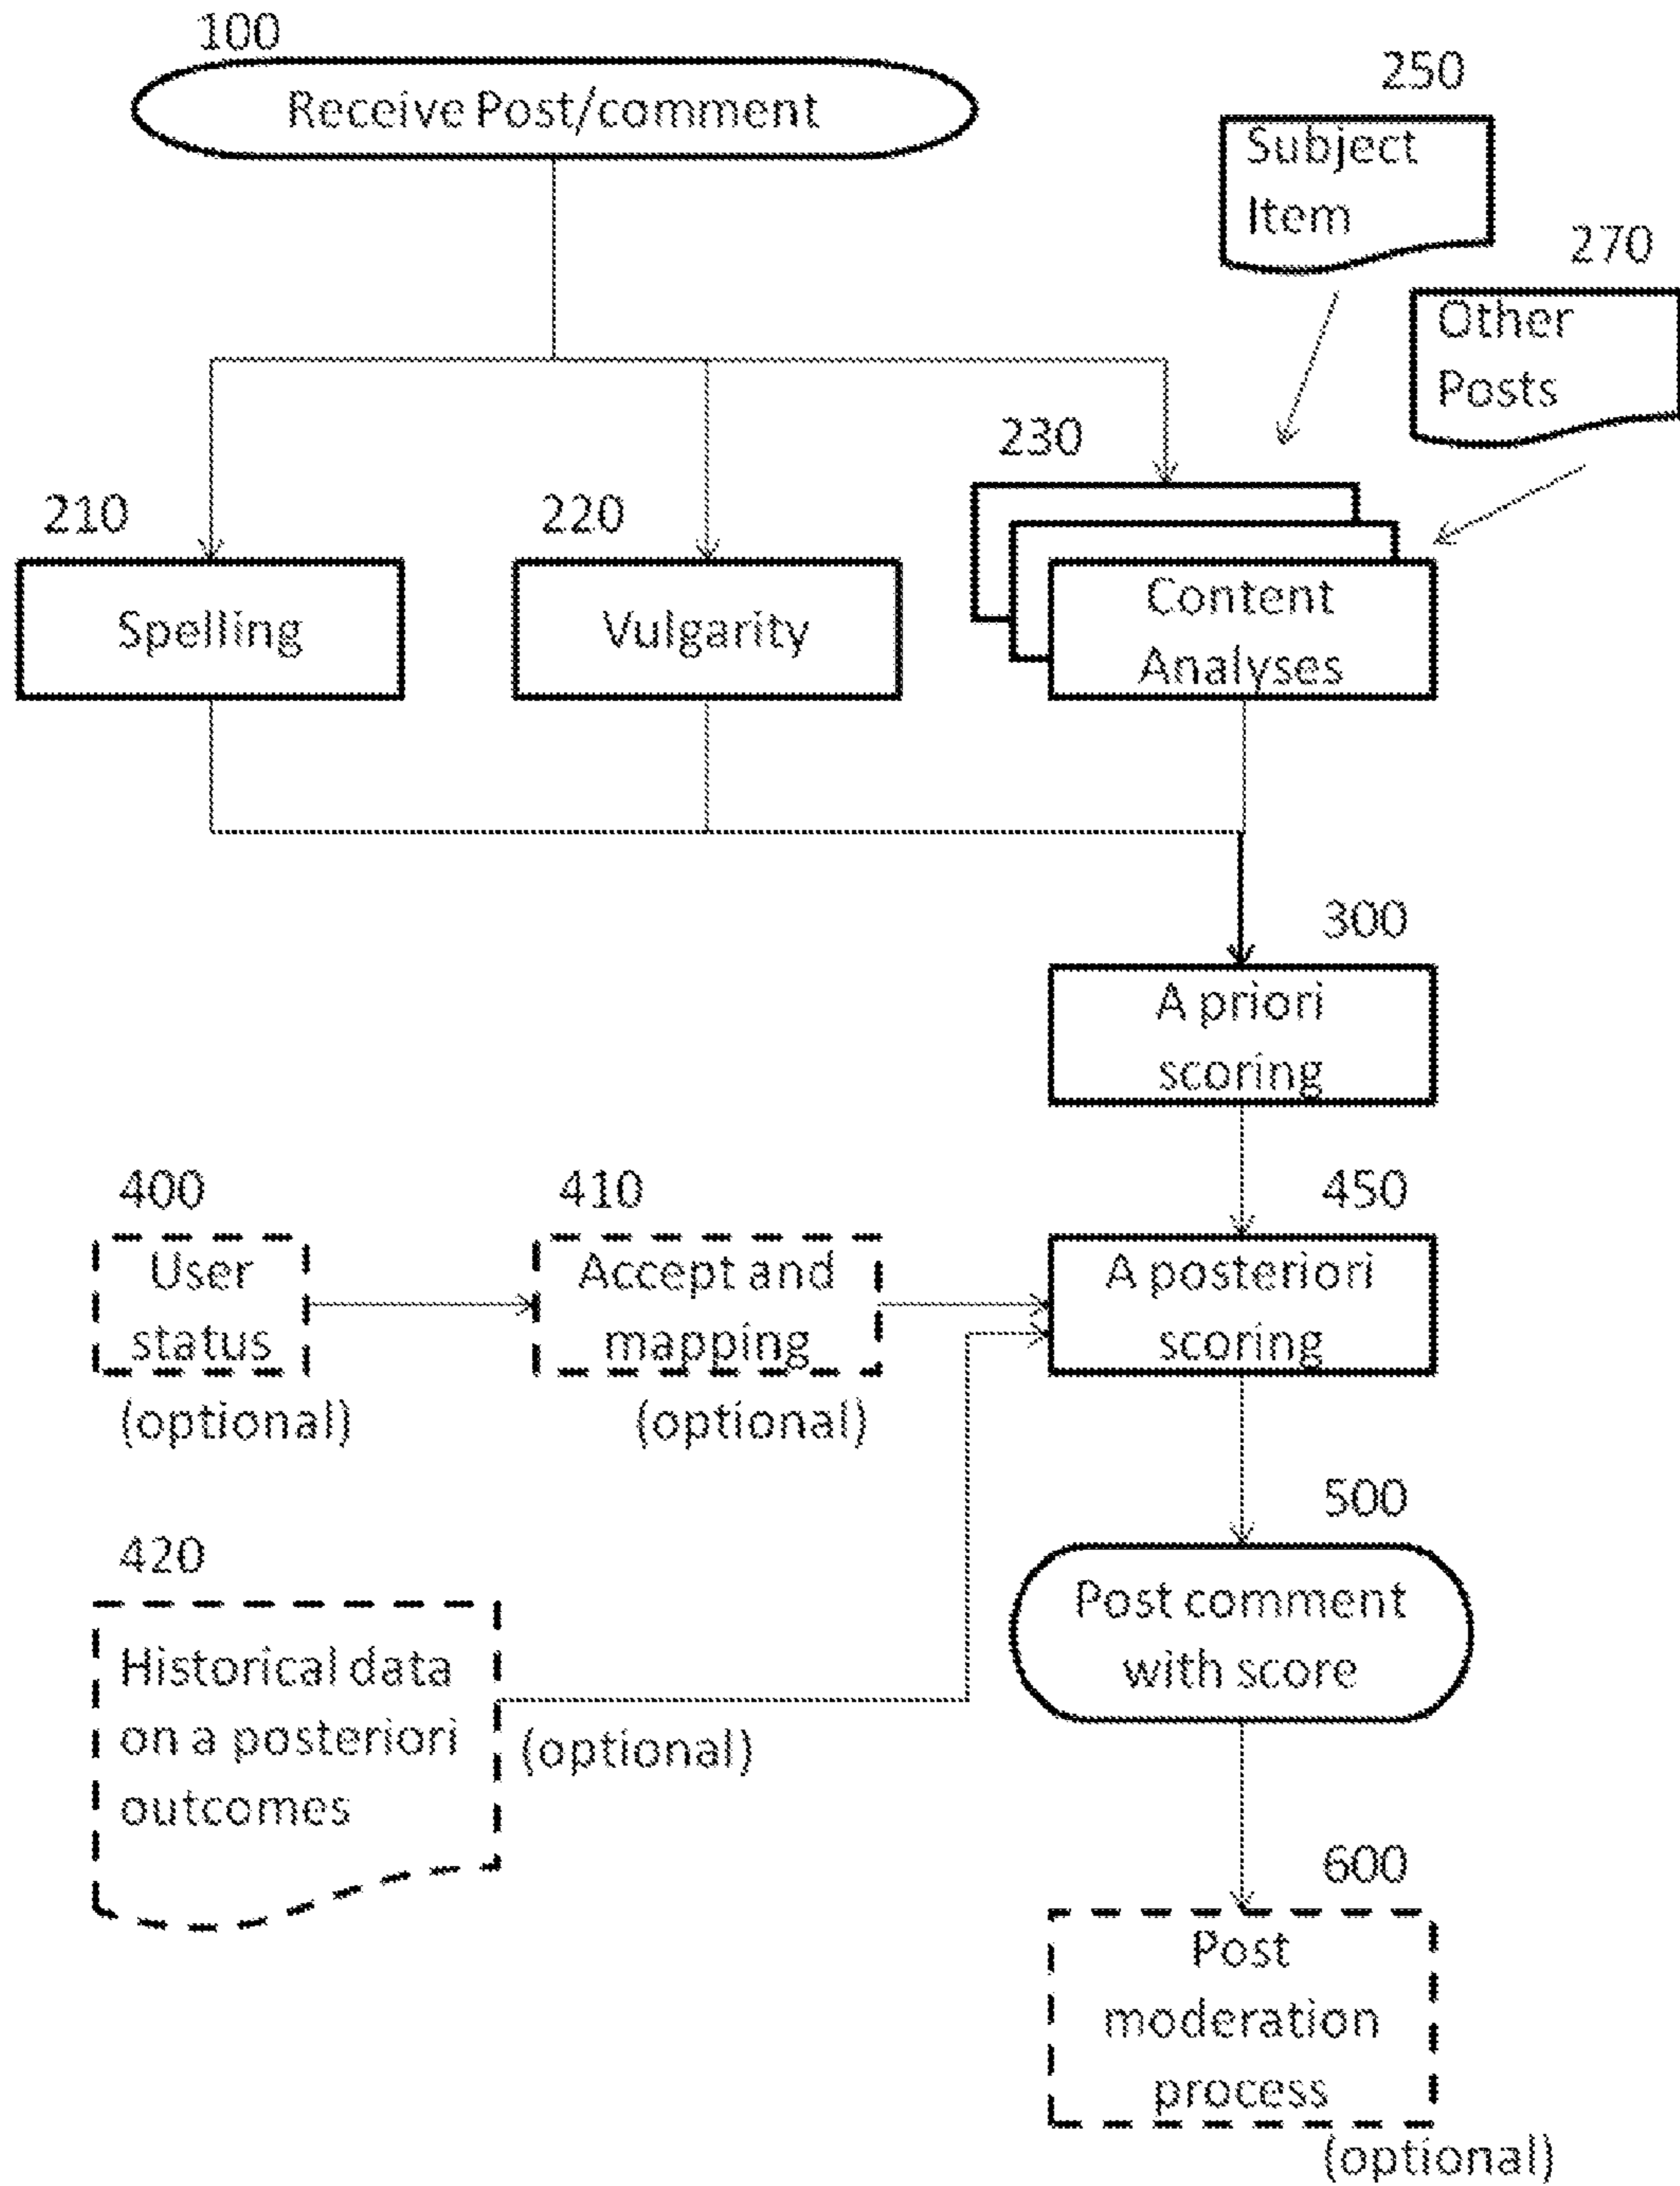 100
Receive Post/comment
250
Subject
Item
270
Other
Posts
230
210
220
Spelling
Vulgarity
Content
Analyses
300
A priori
scoring
400
410
450
User
status
(optional)
Accept and
mapping
(optional)
A posteriori
scoring
500
420
Post comment
with score
Historical data
on a posteriori
outcomes
(optional)
600
Post
moderation
process
(optional)